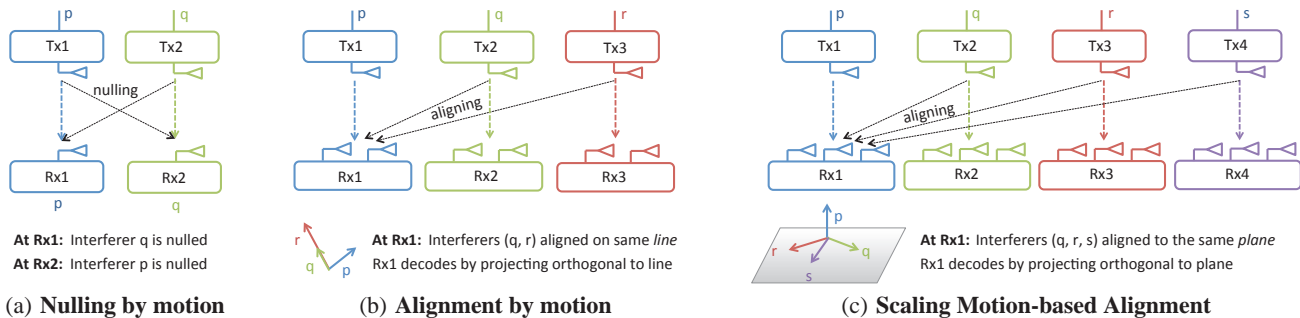 p q
Tx1 Tx2
nulling
Rx1 Rx2
p q
At Rx1: Interferer q is nulled
At Rx2: Interferer p is nulled
(a) Nulling by motion
p q r
Tx1 Tx2 Tx3
aligning
Rx1 Rx2 Rx3
r
q p
At Rx1: Interferers (q, r) aligned on same line
Rx1 decodes by projecting orthogonal to line
(b) Alignment by motion
p q r s
Tx1 Tx2 Tx3 Tx4
aligning
Rx1 Rx2 Rx3 Rx4
p
r q
s
At Rx1: Interferers (q, r, s) aligned to the same plane
Rx1 decodes by projecting orthogonal to plane
(c) Scaling Motion-based Alignment